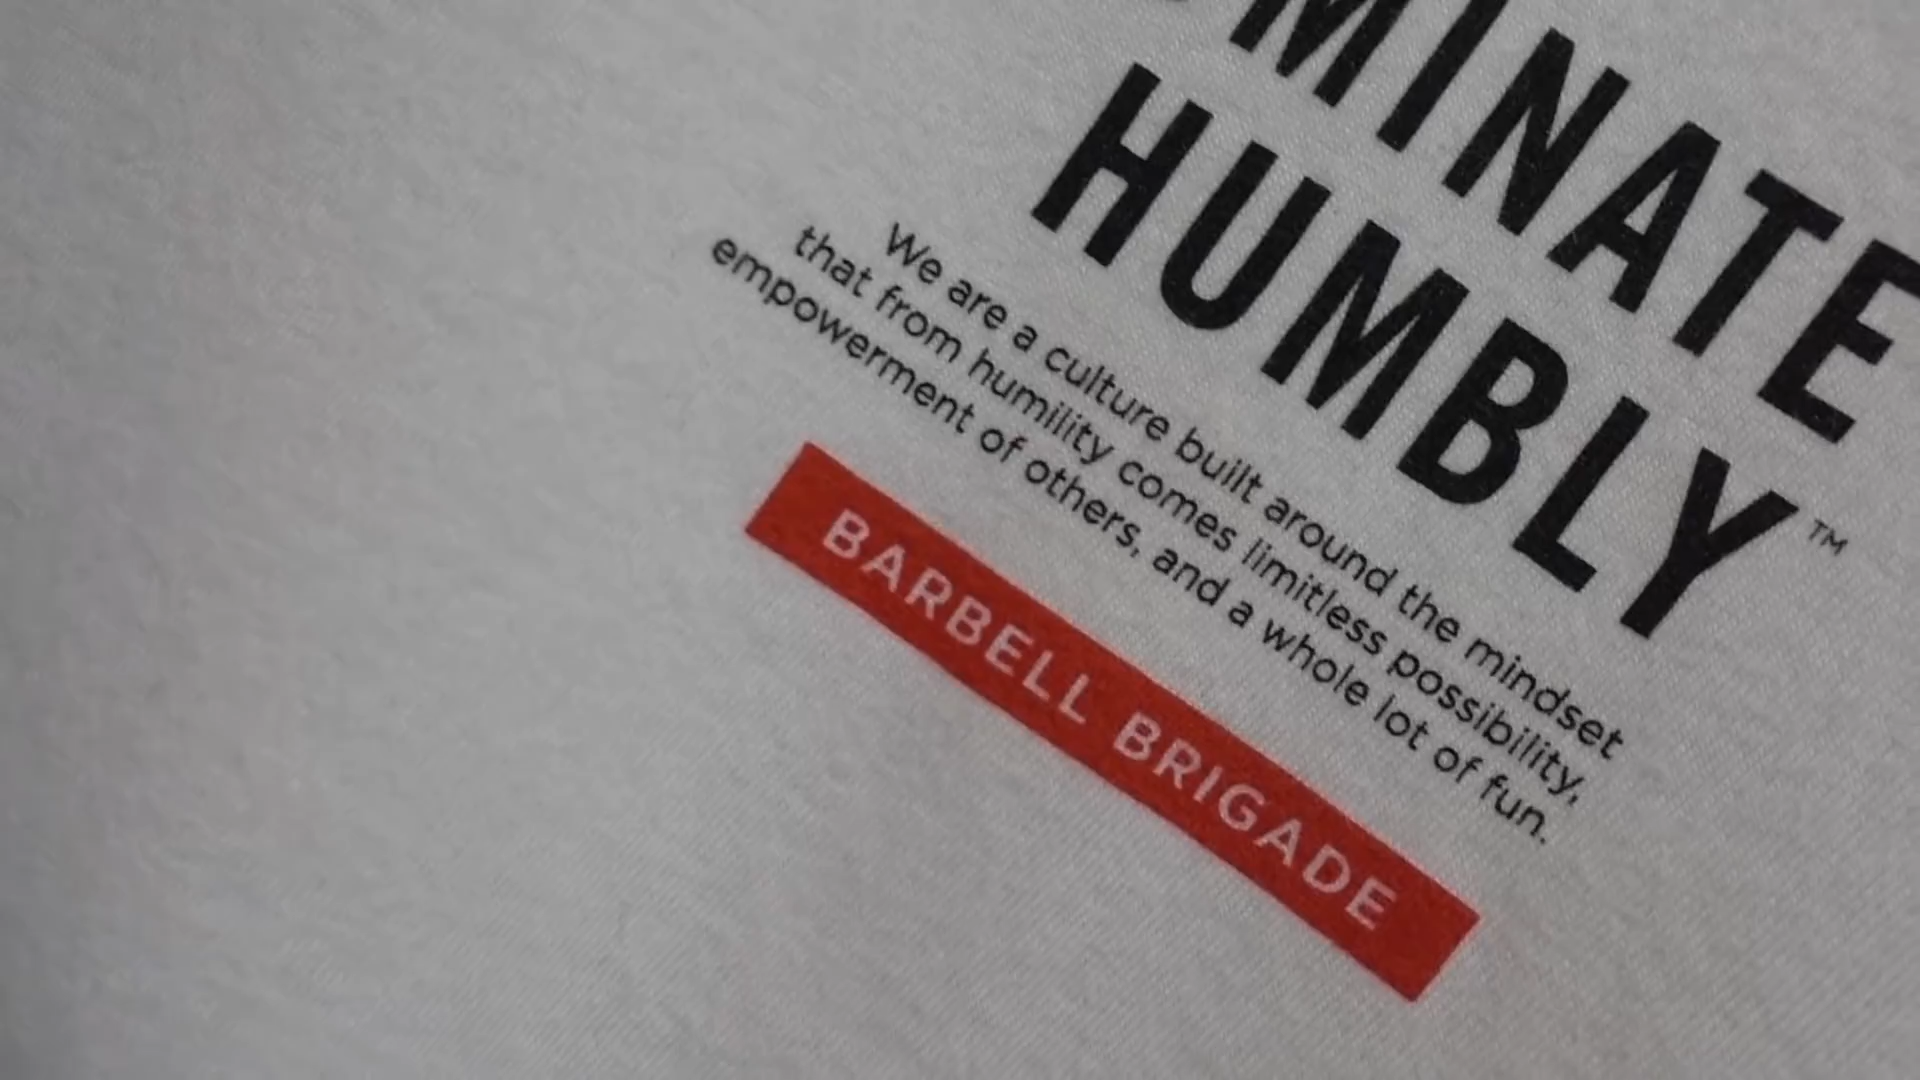 OMINATE
HUMBLY™
We are a culture built around the mindset
that from humility comes limitless possibility,
empowerment of others, and a whole lot of fun.
BARBELL BRIGADE